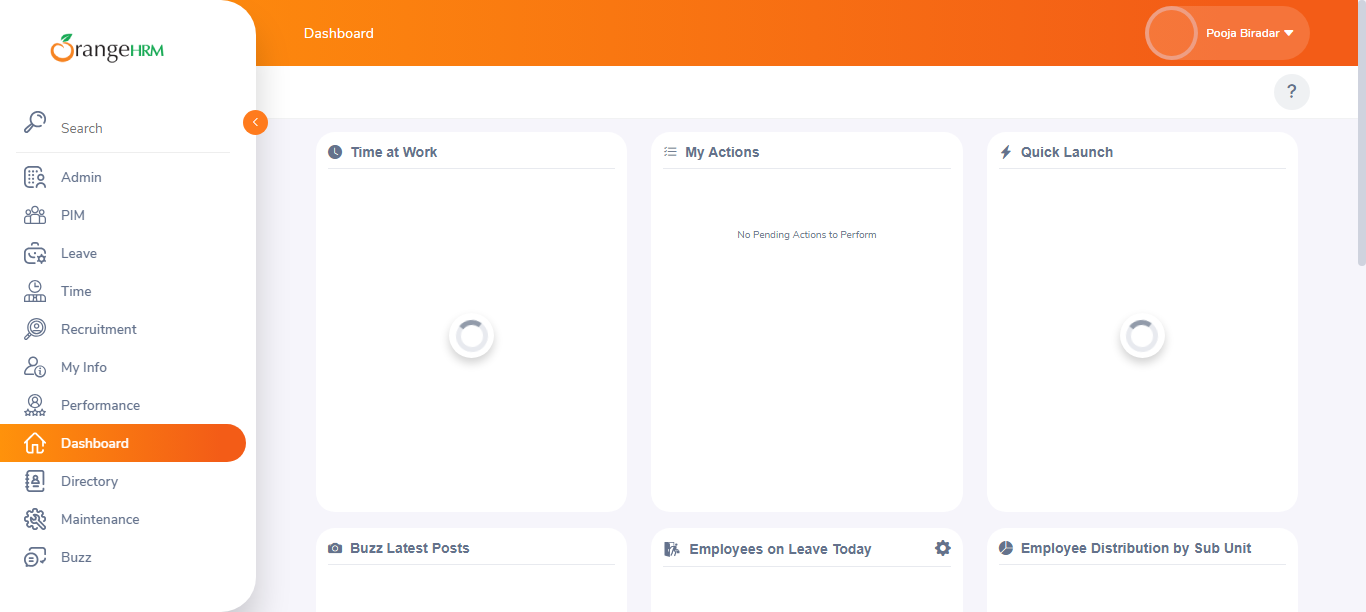 OrangeHRM
Dashboard
Pooja Biradar
?
Search
Admin
PIM
Leave
Time
Recruitment
My Info
Performance
Dashboard
Directory
Maintenance
Buzz
Time at Work
My Actions
No Pending Actions to Perform
Quick Launch
Buzz Latest Posts
Employees on Leave Today
Employee Distribution by Sub Unit